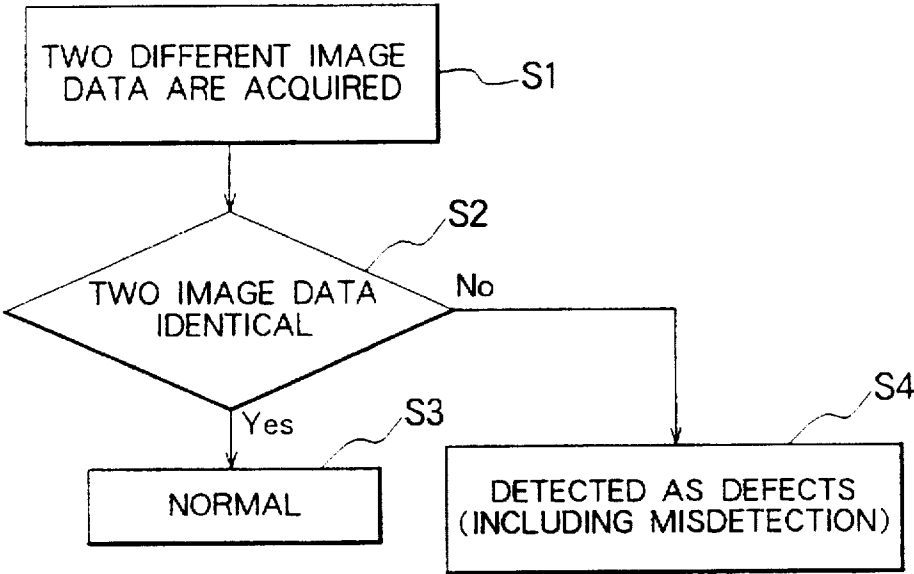 TWO DIFFERENT IMAGE
DATA ARE ACQUIRED
S1
S2
TWO IMAGE DATA
IDENTICAL
No
Yes
S3
NORMAL
S4
DETECTED AS DEFECTS
(INCLUDING MISDETECTION)